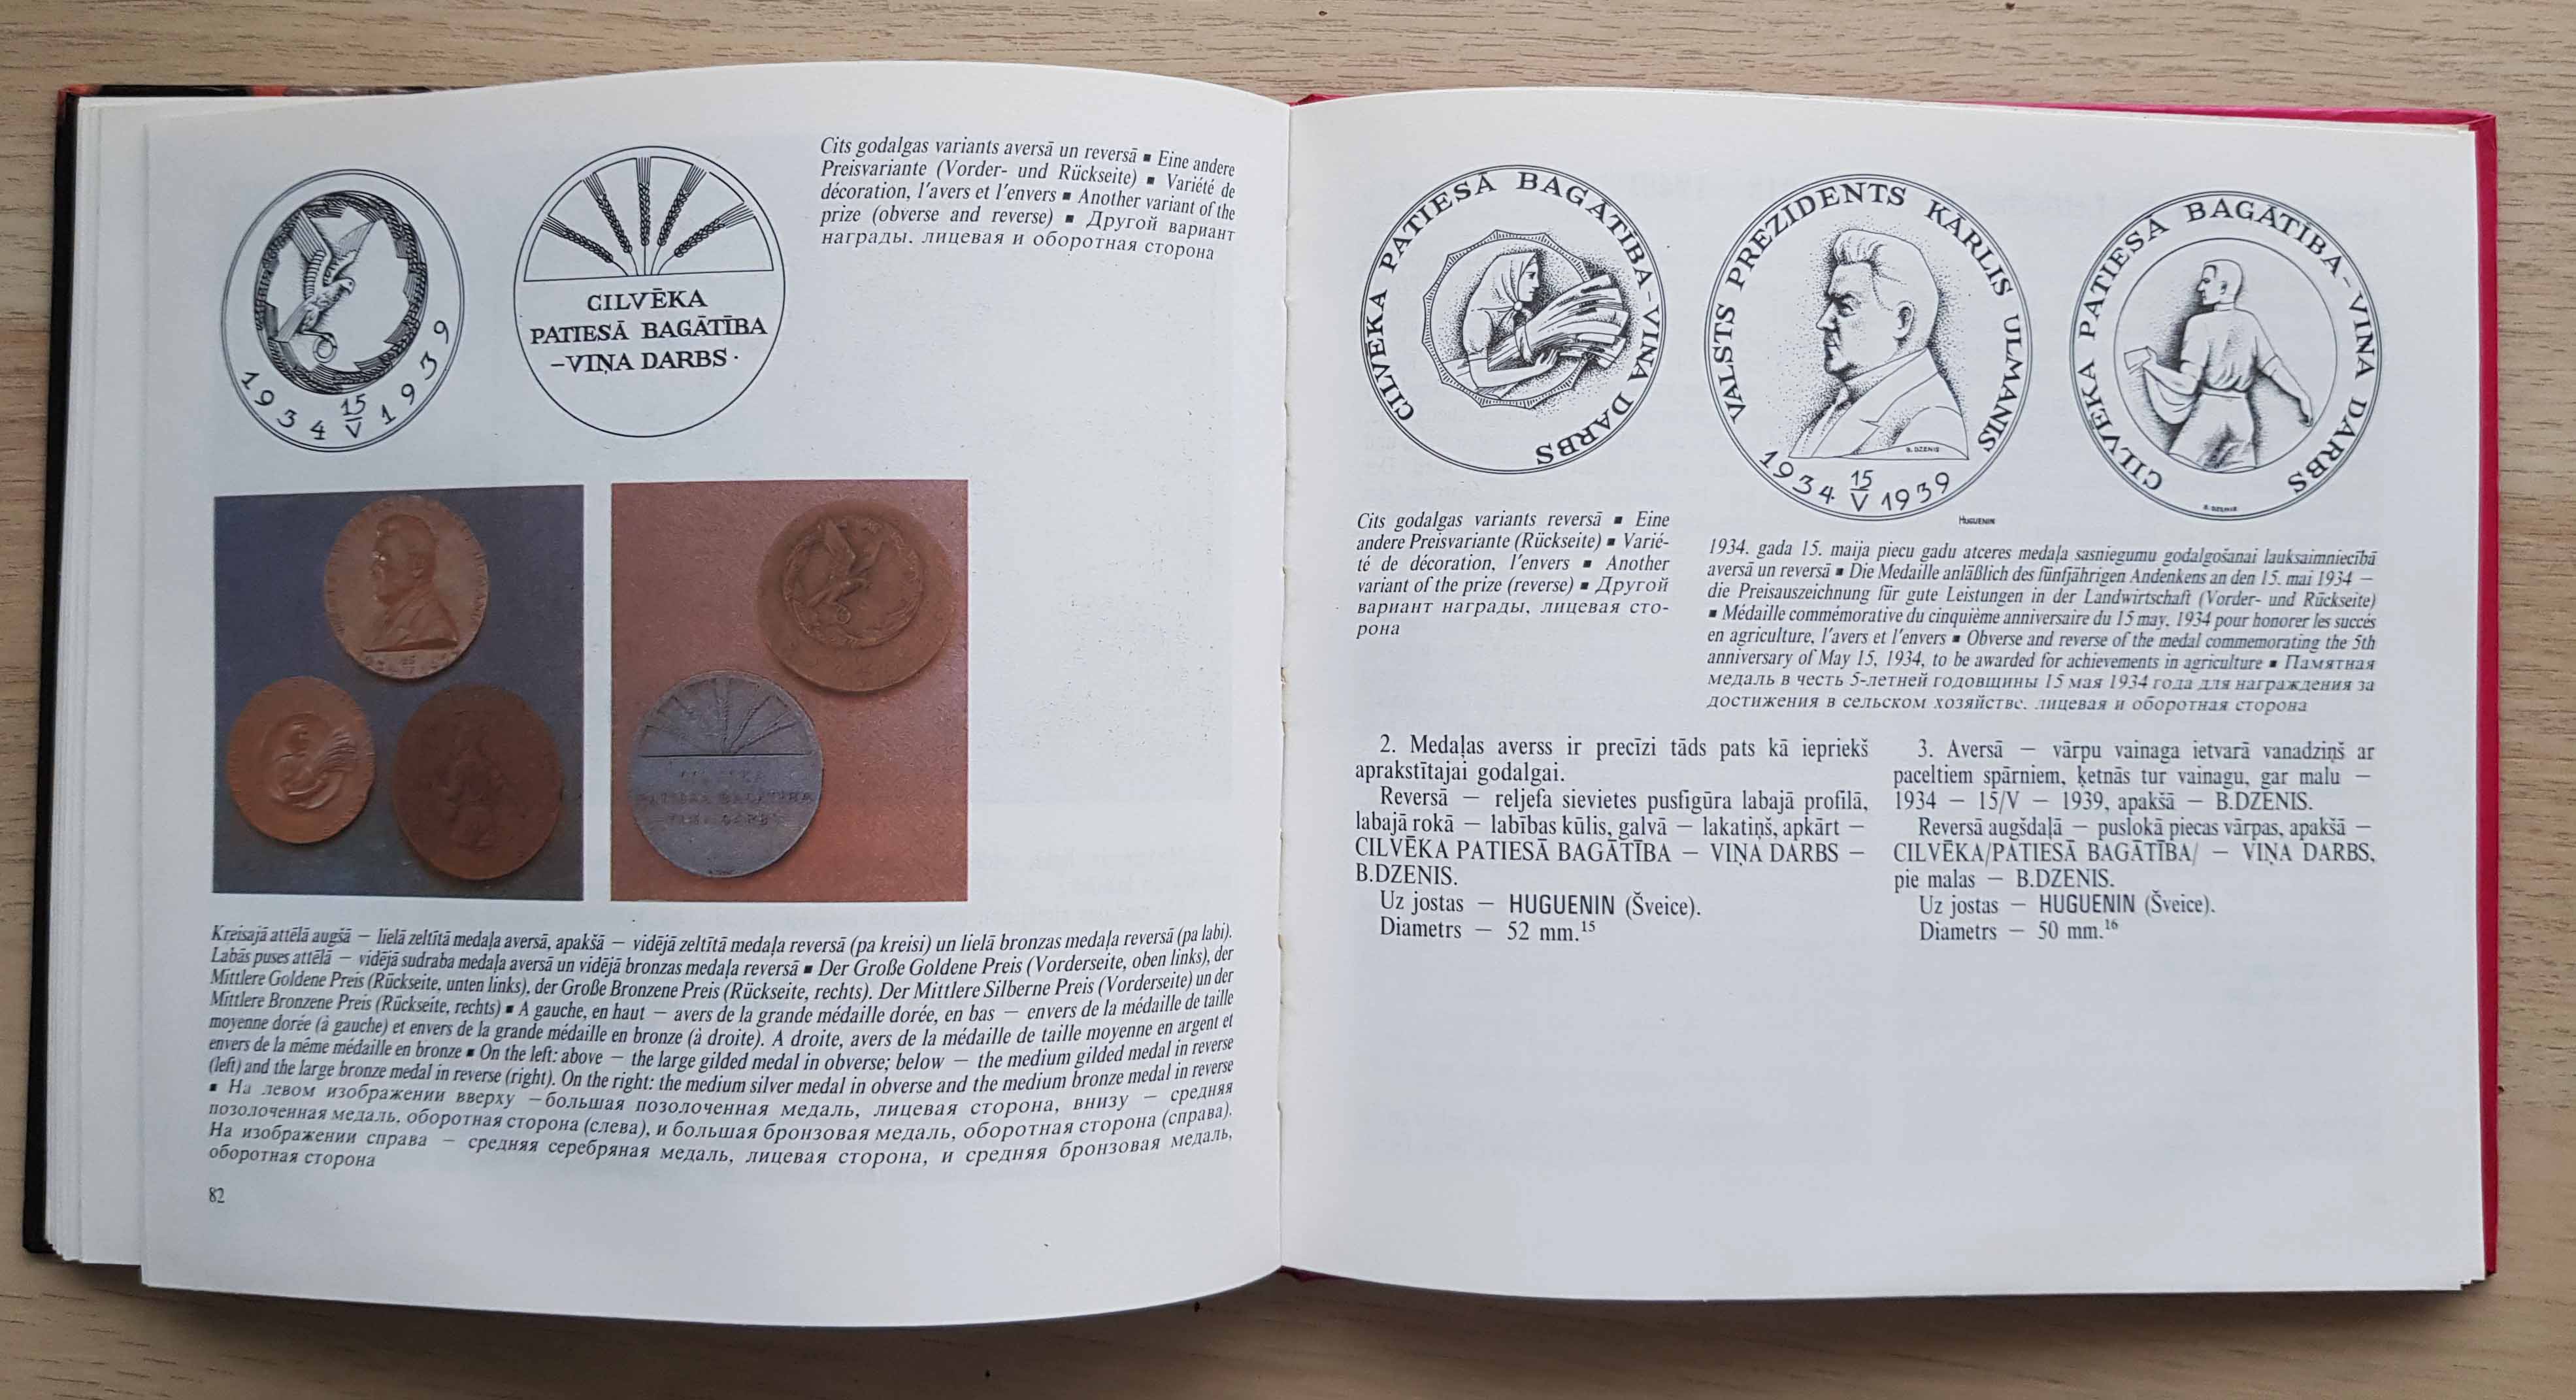 Cits godalgas variants aversā un reversā ▪ Eine andere
Preisvariante (Vorder- und Rückseite) ▪ Variété de
décoration, l'avers et l'envers ▪ Another variant of the
prize (obverse and reverse) ▪ Другой вариант
награды. лицевая и оборотная сторона
1934 15/V 1939
CILVĒKA
PATIESĀ BAGĀTĪBA
–VIŅA DARBS ·
Kreisajā attēlā augšā — lielā zeltītā medaļa aversā, apakšā — vidējā zeltītā medaļa reversā (pa kreisi) un lielā bronzas medaļa reversā (pa labi).
Labās puses attēlā — vidējā sudraba medaļa aversā un vidējā bronzas medaļa reversā ▪ Der Große Goldene Preis (Vorderseite, oben links), der
Mittlere Goldene Preis (Rückseite, unten links), der Große Bronzene Preis (Rückseite, rechts). Der Mittlere Silberne Preis (Vorderseite) un der
Mittlere Bronzene Preis (Rückseite, rechts) ▪ A gauche, en haut — avers de la grande médaille dorée, en bas — envers de la médaille de taille
moyenne dorée (à gauche) et envers de la grande médaille en bronze (à droite). A droite, avers de la médaille de taille moyenne en argent et
envers de la même médaille en bronze ▪ On the left: above — the large gilded medal in obverse; below — the medium gilded medal in reverse
(left) and the large bronze medal in reverse (right). On the right: the medium silver medal in obverse and the medium bronze medal in reverse
▪ На левом изображении вверху —большая позолоченная медаль, лицевая сторона, внизу — средняя
позолоченная медаль, оборотная сторона (слева), и большая бронзовая медаль, оборотная сторона (справа).
На изображении справа — средняя серебряная медаль, лицевая сторона, и средняя бронзовая медаль,
оборотная сторона
82
CILVEKA PATIESĀ BAGĀTĪBA–VIŅA DARBS
VALSTS PREZIDENTS KĀRLIS ULMANIS
B. DZENIS
1934 15/V 1939
HUGUENIN
CILVEKA PATIESĀ BAGĀTĪBA–VIŅA DARBS
B. DZENIS
Cits godalgas variants reversā ▪ Eine
andere Preisvariante (Rückseite) ▪ Varié-
té de décoration, l'envers ▪ Another
variant of the prize (reverse) ▪ Другой
вариант награды, лицевая сто-
рона
1934. gada 15. maija piecu gadu atceres medaļa sasniegumu godalgošanai lauksaimniecībā
aversā un reversā ▪ Die Medaille anläßlich des fünfjährigen Andenkens an den 15. mai 1934 —
die Preisauszeichnung für gute Leistungen in der Landwirtschaft (Vorder- und Rückseite)
▪ Médaille commémorative du cinquième anniversaire du 15 may. 1934 pour honorer les succés
en agriculture, l'avers et l'envers ▪ Obverse and reverse of the medal commemorating the 5th
anniversary of May 15, 1934, to be awarded for achievements in agriculture ▪ Памятная
медаль в честь 5-летней годовщины 15 мая 1934 года для награждения за
достижения в сельском хозяйстве. лицевая и оборотная сторона
2. Medaļas averss ir precīzi tāds pats kā iepriekš
aprakstītajai godalgai.
Reversā — reljefa sievietes pusfigūra labajā profilā,
labajā rokā — labības kūlis, galvā — lakatiņš, apkārt —
CILVĒKA PATIESĀ BAGĀTĪBA — VIŅA DARBS —
B.DZENIS.
Uz jostas — HUGUENIN (Šveice).
Diametrs — 52 mm.15
3. Aversā — vārpu vainaga ietvarā vanadziņš ar
paceltiem spārniem, ķetnās tur vainagu, gar malu —
1934 — 15/V — 1939, apakšā — B.DZENIS.
Reversā augšdaļā — puslokā piecas vārpas, apakšā —
CILVĒKA/PATIESĀ BAGĀTĪBA/ — VIŅA DARBS,
pie malas — B.DZENIS.
Uz jostas — HUGUENIN (Šveice).
Diametrs — 50 mm.16